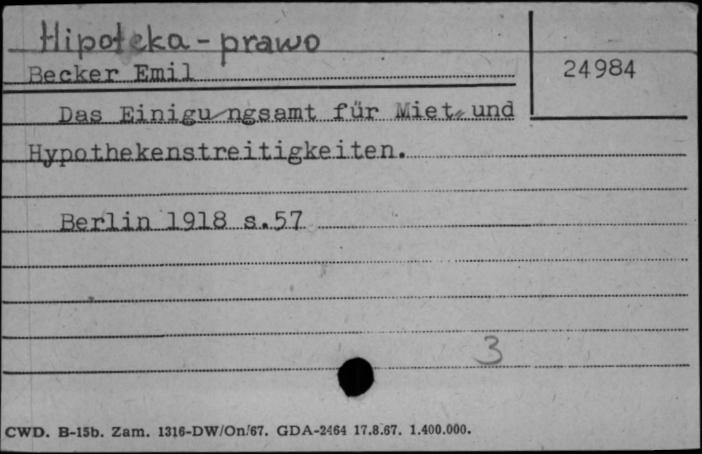 Hipoteka - prawo
Becker Emil
24984
Das Einigungsamt für Miet- und
Hypothekenstreitigkeiten.
Berlin 1918 s.57
3
CWD. B-15b. Zam. 1316-DW/On/67. GDA-2464 17.8.67. 1.400.000.